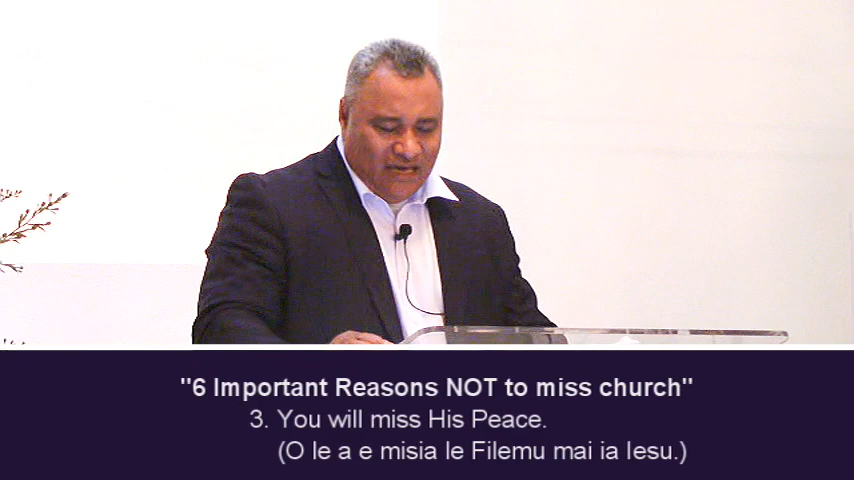 "6 Important Reasons NOT to miss church"
3. You will miss His Peace.
(O le a e misia le Filemu mai ia Iesu.)